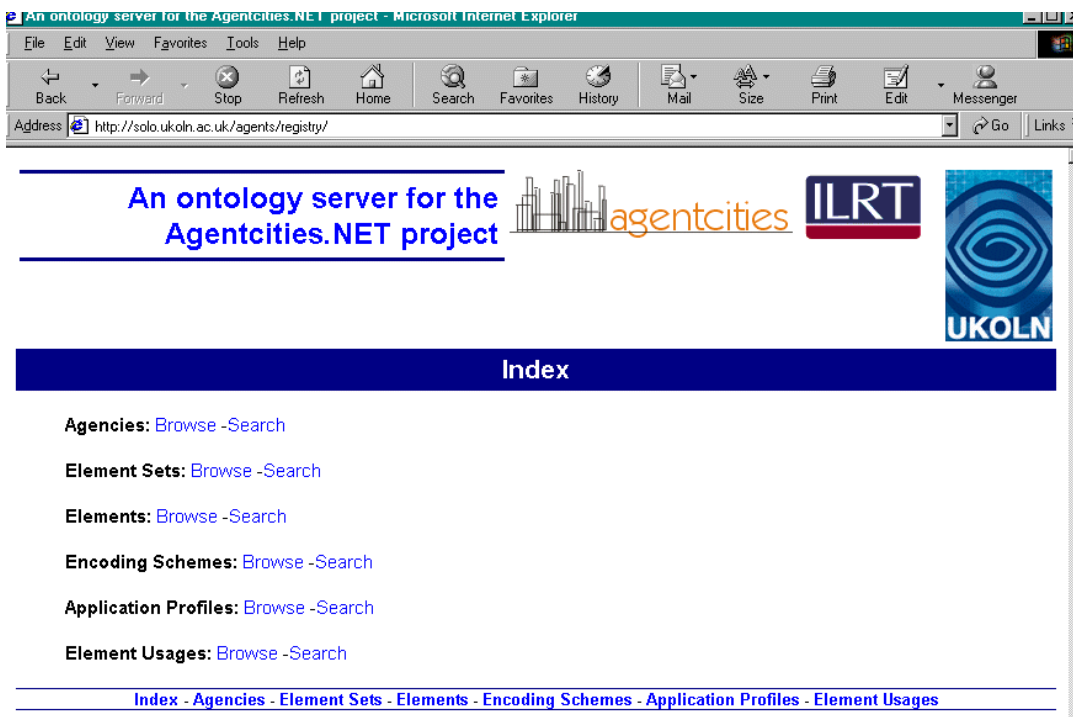 An ontology server for the Agentcities.NET project - Microsoft Internet Explorer
File Edit View Favorites Tools Help
Back Forward Stop Refresh Home Search Favorites History Mail Size Print Edit Messenger
Address http://solo.ukoln.ac.uk/agents/registry/ Go Links
An ontology server for the
Agentcities.NET project
agentcities
ILRT
UKOLN
Index
Agencies: Browse -Search
Element Sets: Browse -Search
Elements: Browse -Search
Encoding Schemes: Browse -Search
Application Profiles: Browse -Search
Element Usages: Browse -Search
Index - Agencies - Element Sets - Elements - Encoding Schemes - Application Profiles - Element Usages